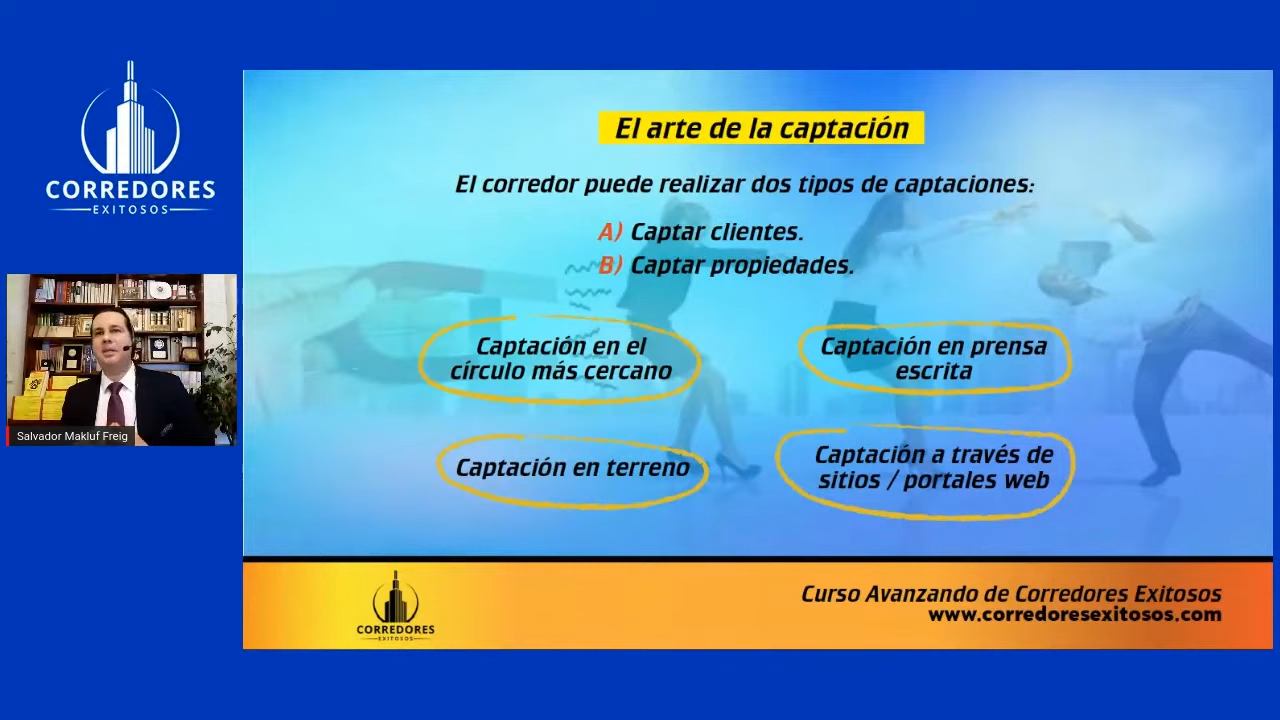 CORREDORES
EXITOSOS
Salvador Makluf Freig
El arte de la captación
El corredor puede realizar dos tipos de captaciones:
A) Captar clientes.
B) Captar propiedades.
Captación en el
círculo más cercano
Captación en prensa
escrita
Captación en terreno
Captación a través de
sitios / portales web
CORREDORES
EXITOSOS
Curso Avanzando de Corredores Exitosos
www.corredoresexitosos.com